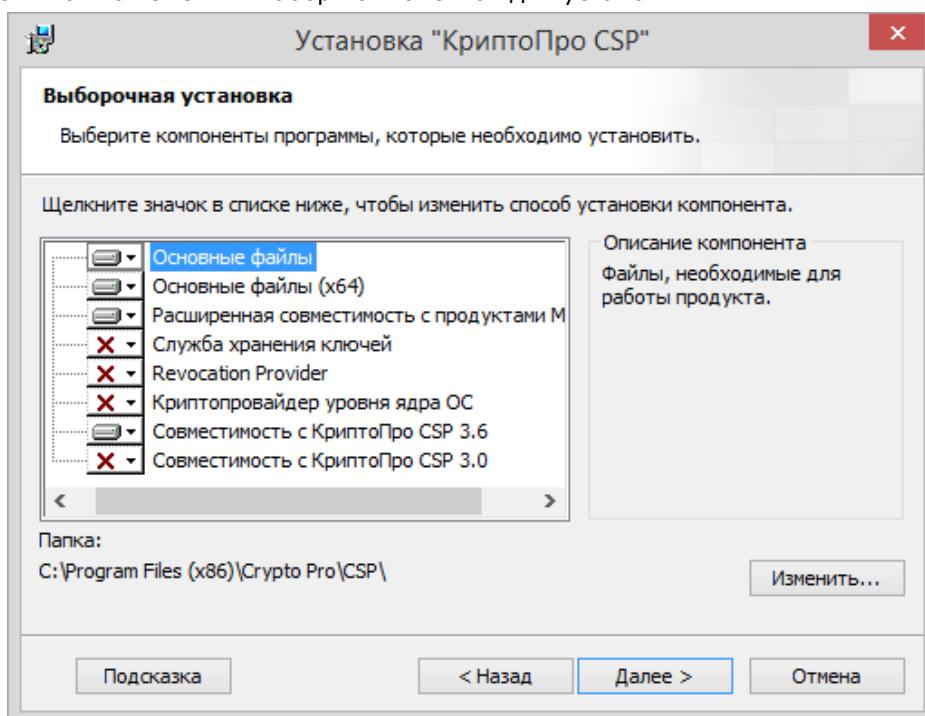 Установка "КриптоПро CSP"
Выборочная установка
Выберите компоненты программы, которые необходимо установить.
Щелкните значок в списке ниже, чтобы изменить способ установки компонента.
Основные файлы
Основные файлы (x64)
Расширенная совместимость с продуктами M
Служба хранения ключей
Revocation Provider
Криптопровайдер уровня ядра ОС
Совместимость с КриптоПро CSP 3.6
Совместимость с КриптоПро CSP 3.0
Описание компонента
Файлы, необходимые для
работы продукта.
Папка:
C:\Program Files (x86)\Crypto Pro\CSP\
Изменить...
Подсказка
< Назад
Далее >
Отмена